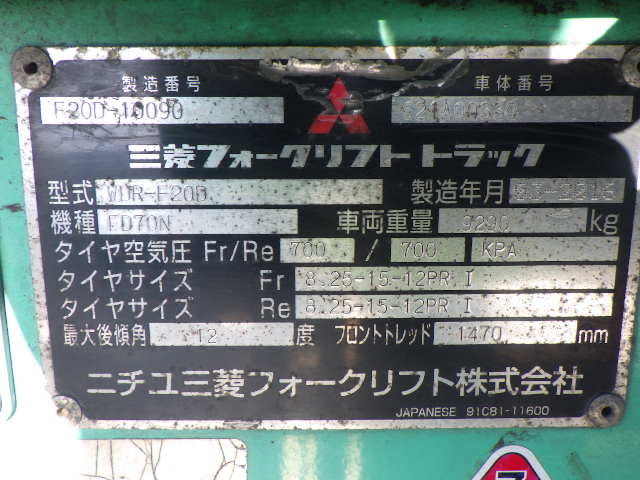 製造番号 車体番号
F20D-10090
三菱フォークリフトトラック
型式 YDR-F20D 製造年月
機種 FD70N 車両重量 kg
タイヤ空気圧 Fr/Re 700 / 700 KPA
タイヤサイズ Fr 8.25-15-12PR I
タイヤサイズ Re 8.25-15-12PR I
最大後傾角 12 度 フロントトレッド 1470 mm
ニチユ三菱フォークリフト株式会社
JAPANESE 91C81-11600